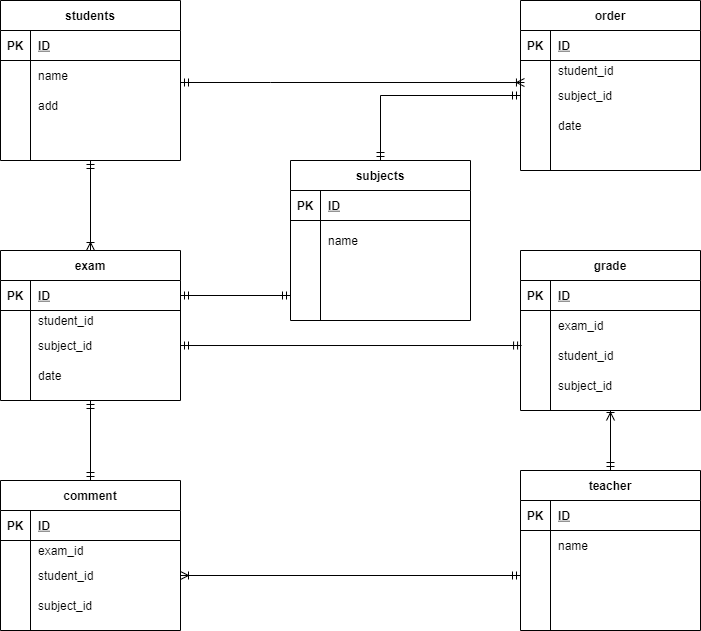 students
PK ID
name
add
order
PK ID
student_id
subject_id
date
subjects
PK ID
name
exam
PK ID
student_id
subject_id
date
grade
PK ID
exam_id
student_id
subject_id
comment
PK ID
exam_id
student_id
subject_id
teacher
PK ID
name